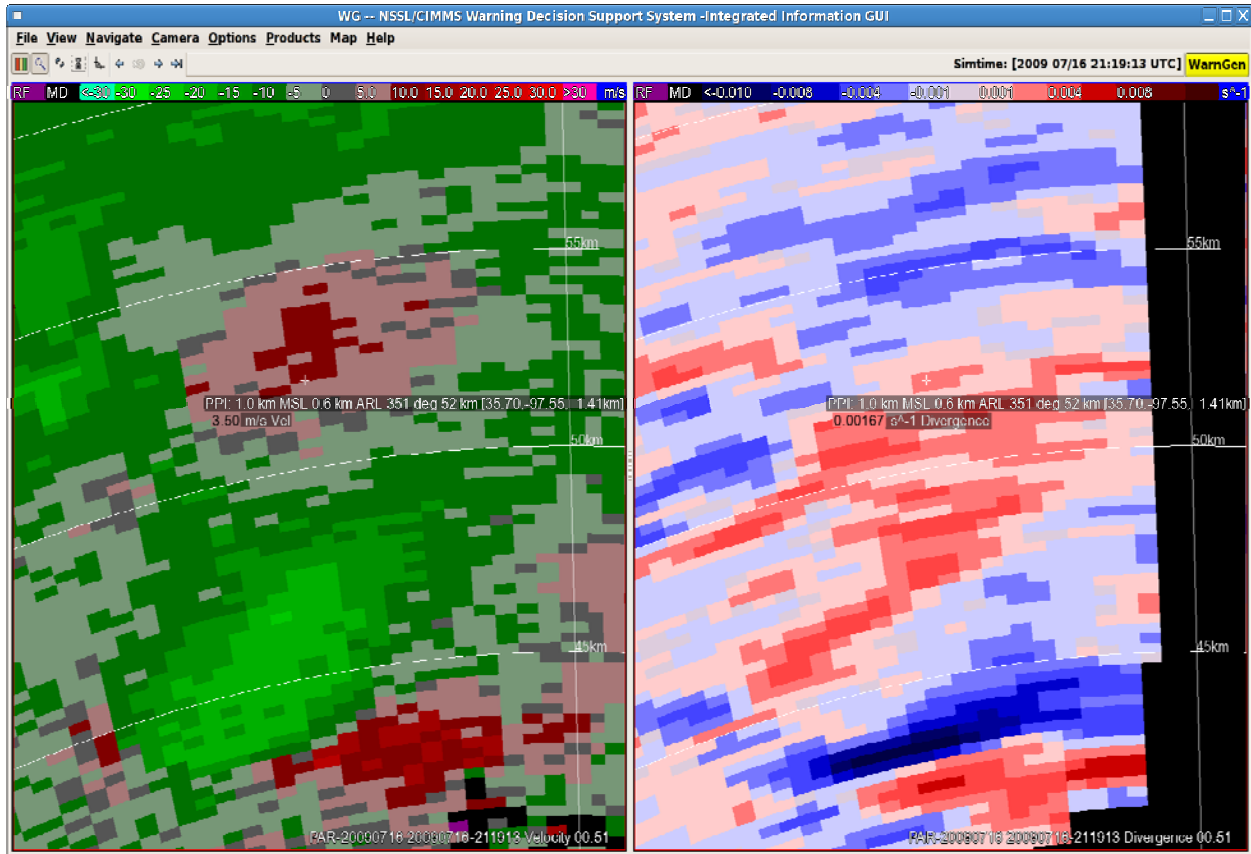 WG -- NSSL/CIMMS Warning Decision Support System -Integrated Information GUI
File View Navigate Camera Options Products Map Help
Simtime: [2009 07/16 21:19:13 UTC] WarnGen
RF MD <-30 -30 -25 -20 -15 -10 -5 0 5.0 10.0 15.0 20.0 25.0 30.0 >30 m/s
RF MD <-0.010 -0.008 -0.004 -0.001 0.001 0.004 0.008 s^-1
55km
55km
PPI: 1.0 km MSL 0.6 km ARL 351 deg 52 km [35.70,-97.55, 1.41km]
3.50 m/s Vel
PPI: 1.0 km MSL 0.6 km ARL 351 deg 52 km [35.70,-97.55, 1.41km]
0.00167 s^-1 Divergence
50km
50km
45km
45km
PAR-20090716 20090716-211913 Velocity 00.51
PAR-20090716 20090716-211913 Divergence 00.51